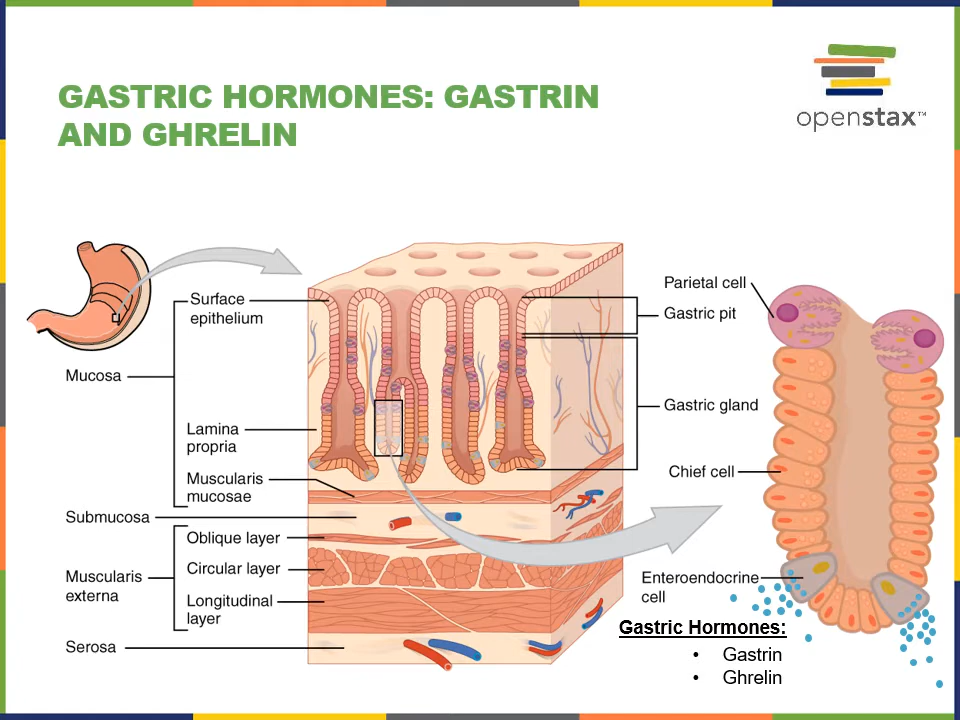 GASTRIC HORMONES: GASTRIN
AND GHRELIN
openstax™
Surface
epithelium
Mucosa
Lamina
propria
Muscularis
mucosae
Submucosa
Oblique layer
Circular layer
Muscularis
externa
Longitudinal
layer
Serosa
Parietal cell
Gastric pit
Gastric gland
Chief cell
Enteroendocrine
cell
Gastric Hormones:
• Gastrin
• Ghrelin